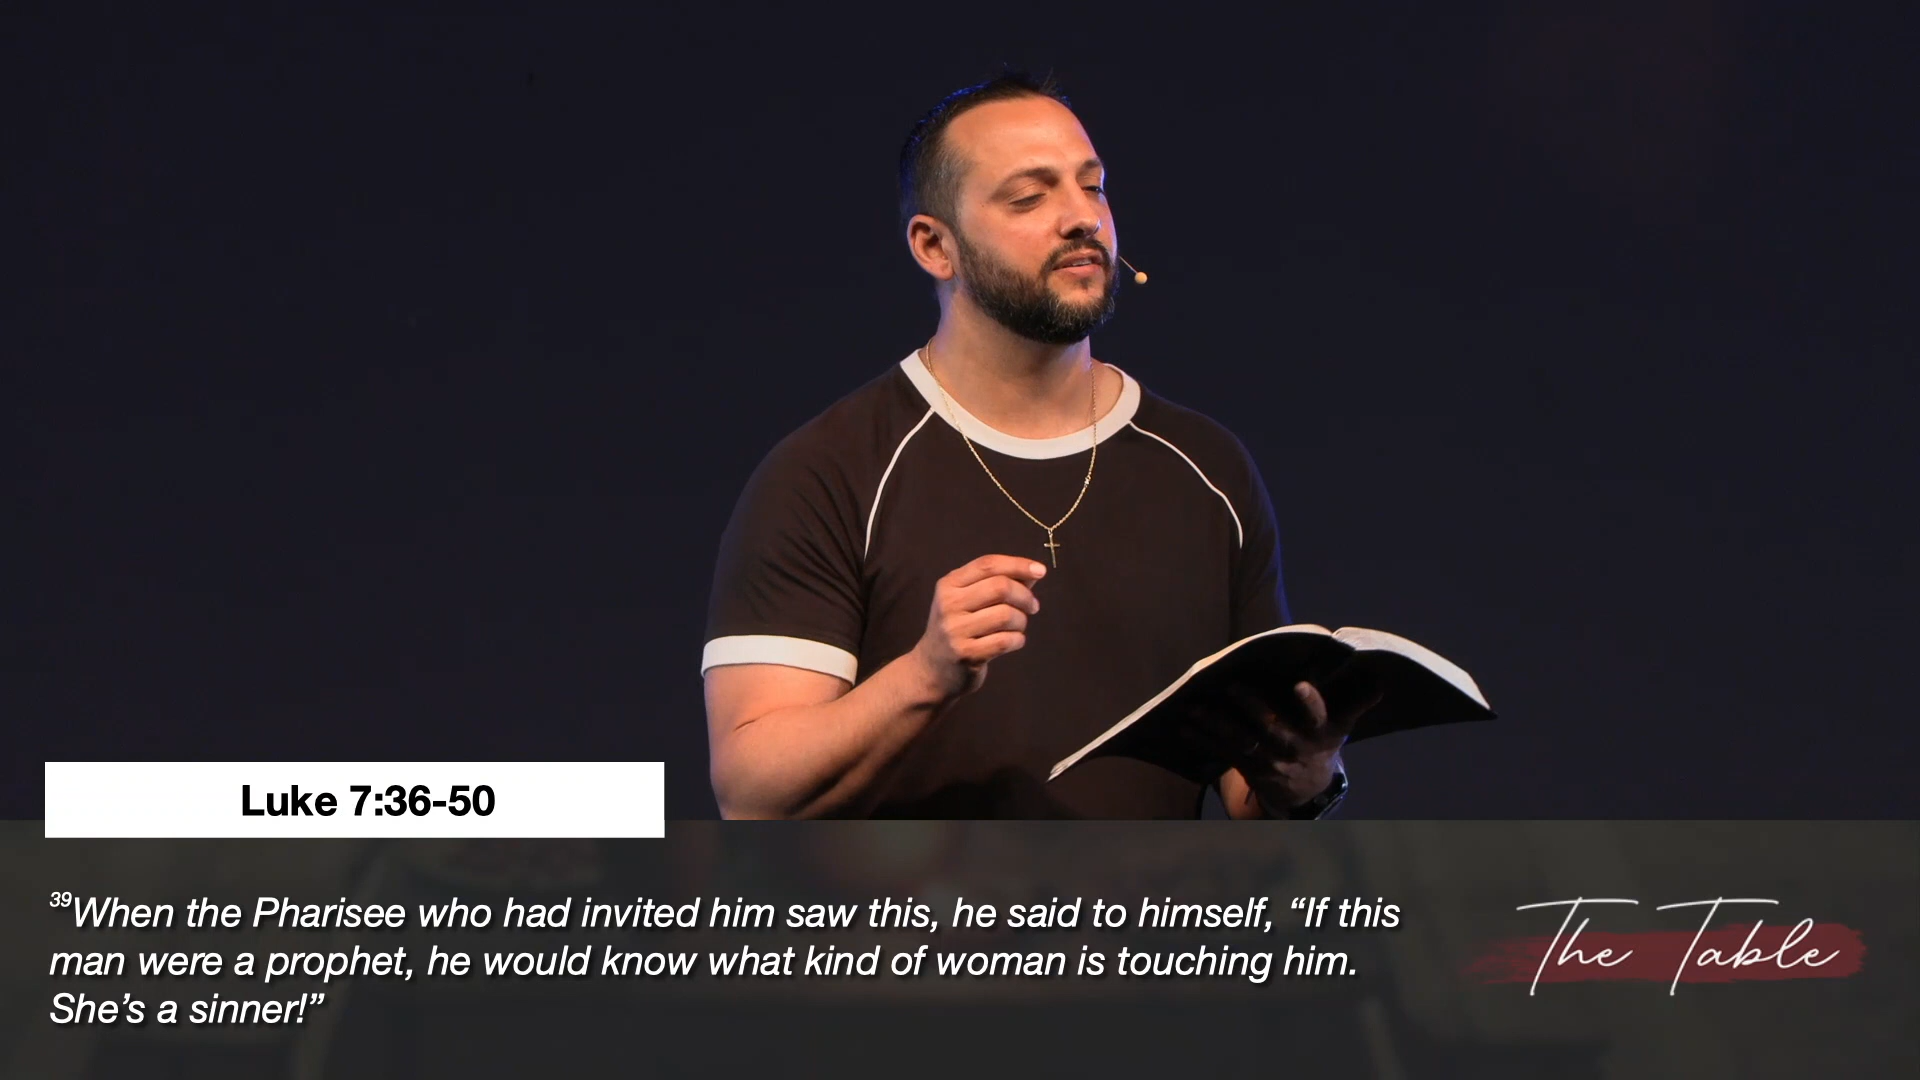 Luke 7:36-50
³⁹When the Pharisee who had invited him saw this, he said to himself, “If this
man were a prophet, he would know what kind of woman is touching him.
She’s a sinner!”
The Table